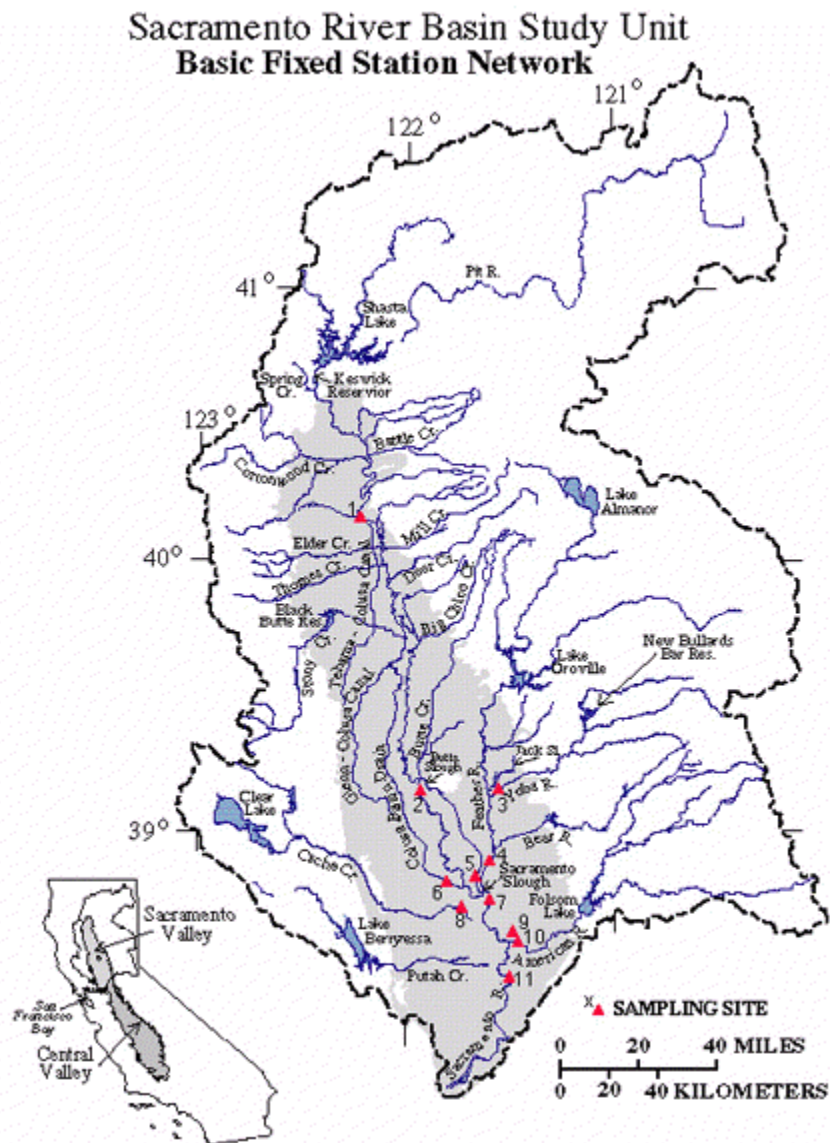 Sacramento River Basin Study Unit
Basic Fixed Station Network
121 °
122 °
Pit R.
41 °
Shasta
Lake
Spring
Cr.
Keswick
Reservior
123 °
Battle Cr.
Cottonwood Cr.
Lake
Almanor
1
Mill Cr.
Elder Cr.
40 °
Deer Cr.
Thomes Cr.
Tehama - Colusa Canal
Black
Butte Res.
Big Chico Cr.
Stony Cr.
New Bullards
Bar Res.
Lake
Oroville
Glenn - Colusa Canal
Butte Cr.
Butte
Slough
Jack Sl.
Feather R.
2
3
Yuba R.
Colusa Basin Drain
Clear
Lake
39 °
Bear R.
Cache Cr.
4
5
Sacramento
Slough
6
7
Folsom
Lake
8
9
10
American R.
Lake
Berryessa
Putah Cr.
11
Sacramento R.
Sacramento
Valley
San
Francisco
Bay
Central
Valley
X
SAMPLING SITE
0 20 40 MILES
0 20 40 KILOMETERS